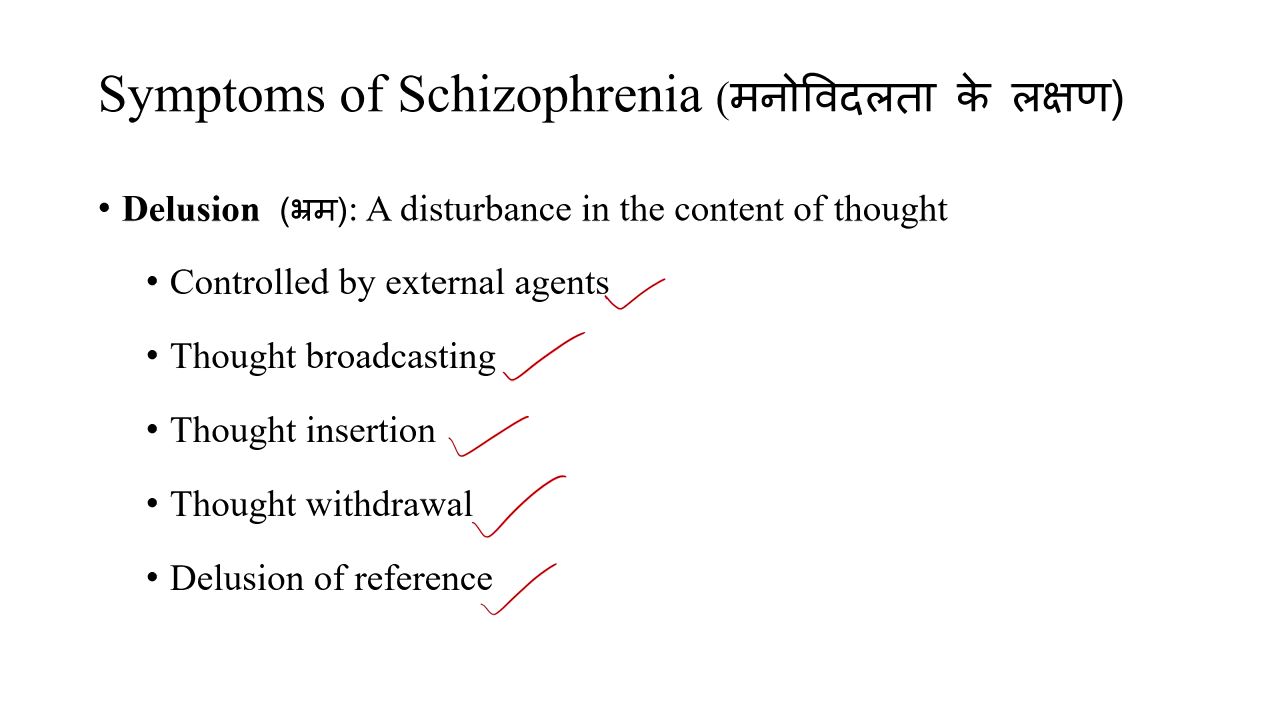 Symptoms of Schizophrenia (मनोविदलता के लक्षण)
• Delusion (भ्रम): A disturbance in the content of thought
• Controlled by external agents
• Thought broadcasting
• Thought insertion
• Thought withdrawal
• Delusion of reference